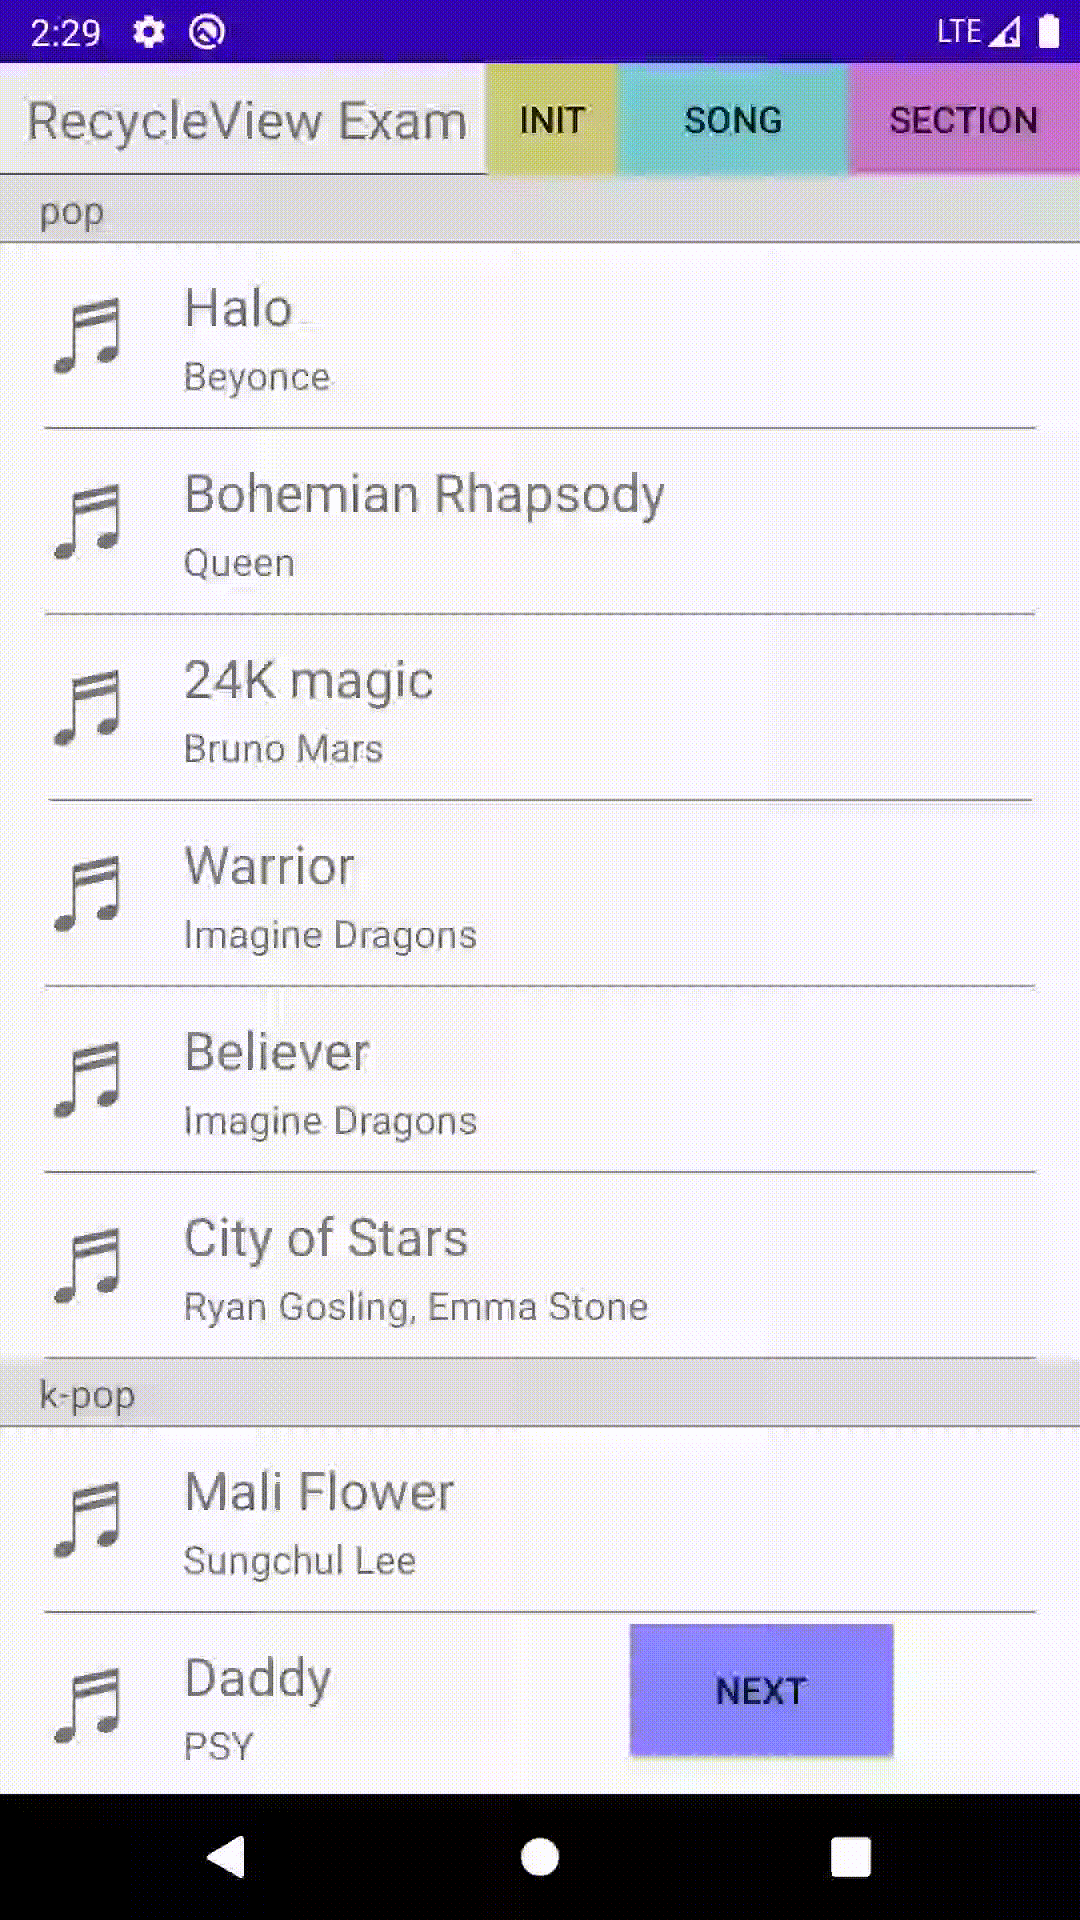 2:29 LTE
RecycleView Exam INIT SONG SECTION
pop
Halo
Beyonce
Bohemian Rhapsody
Queen
24K magic
Bruno Mars
Warrior
Imagine Dragons
Believer
Imagine Dragons
City of Stars
Ryan Gosling, Emma Stone
k-pop
Mali Flower
Sungchul Lee
Daddy
PSY
NEXT